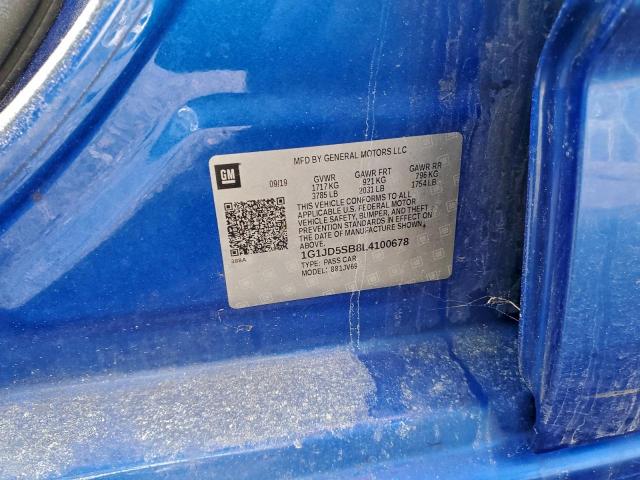 GM
MFD BY GENERAL MOTORS LLC
09/19 GVWR GAWR FRT GAWR RR
1717 KG 921 KG 796 KG
3785 LB 2031 LB 1754 LB
THIS VEHICLE CONFORMS TO ALL
APPLICABLE U.S. FEDERAL MOTOR
VEHICLE SAFETY, BUMPER, AND THEFT
PREVENTION STANDARDS IN EFFECT ON
THE DATE OF MANUFACTURE SHOWN
ABOVE.
1G1JD5SB8L4100678
TYPE: PASS CAR
MODEL: 881JV69